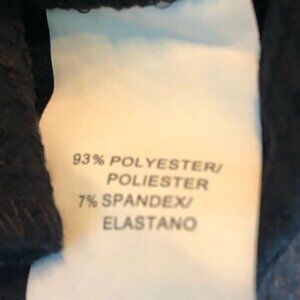 93% POLYESTER/
POLIESTER
7% SPANDEX/
ELASTANO